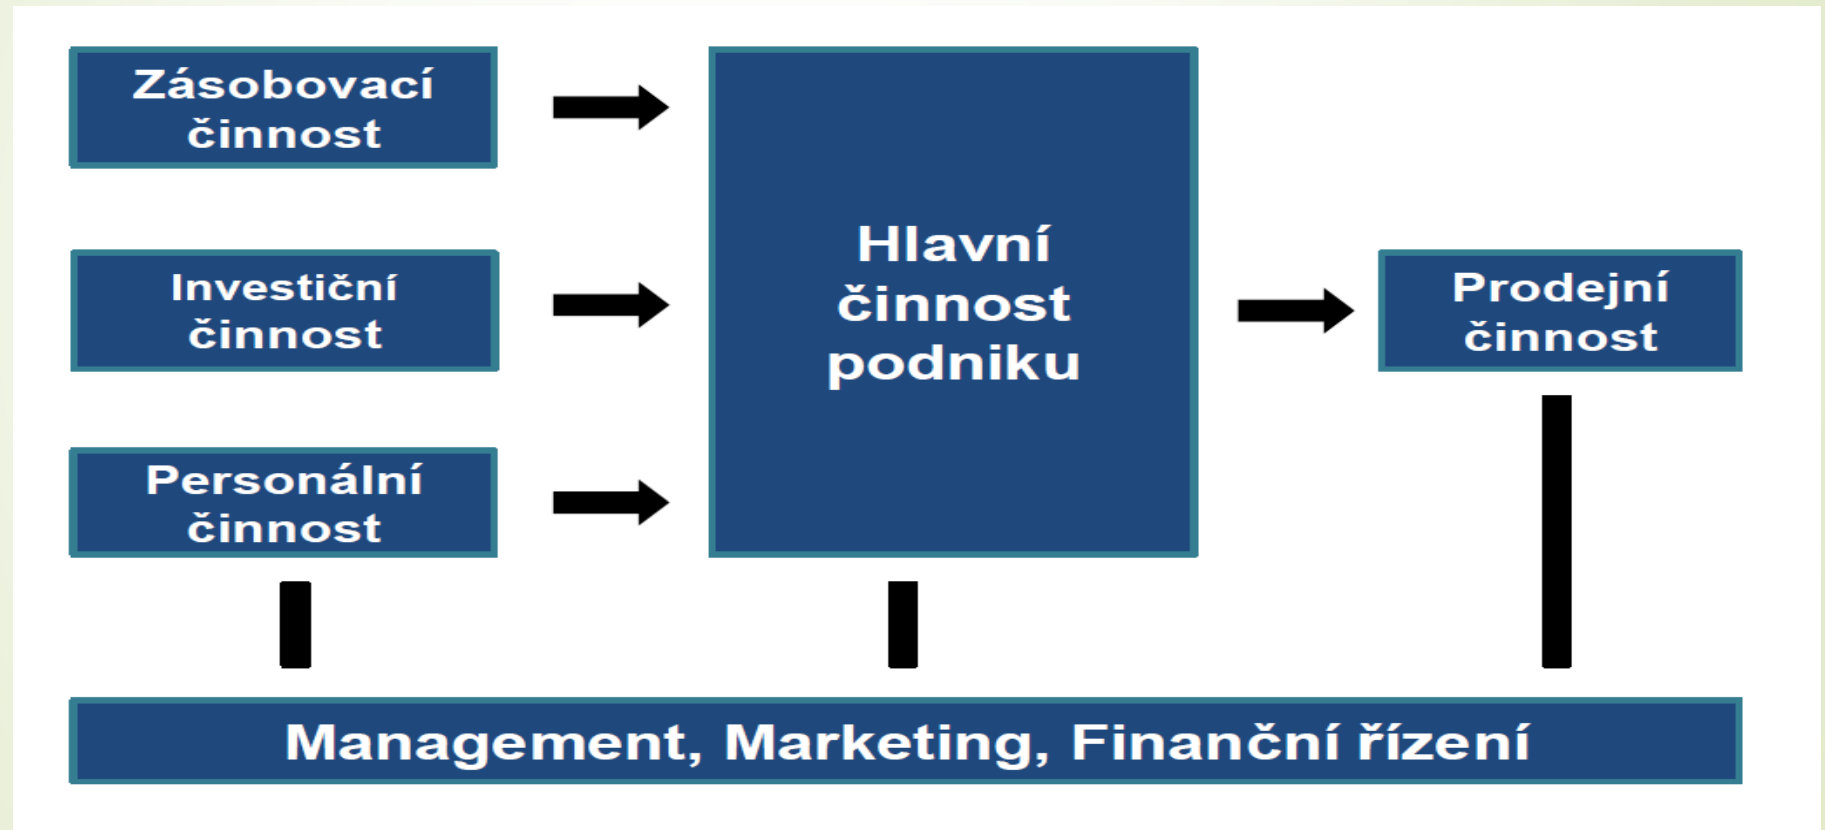 Zásobovací
činnost
Investiční
činnost
Personální
činnost
Hlavní
činnost
podniku
Prodejní
činnost
Management, Marketing, Finanční řízení